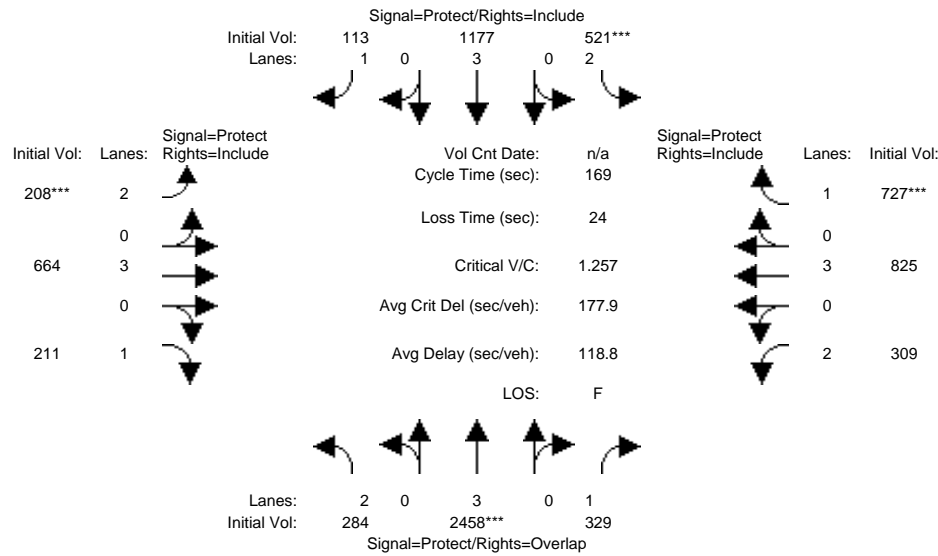 Signal=Protect/Rights=Include
Initial Vol: 113 1177 521***
Lanes: 1 0 3 0 2
Signal=Protect Signal=Protect
Initial Vol: Lanes: Rights=Include Vol Cnt Date: n/a Rights=Include Lanes: Initial Vol:
Cycle Time (sec): 169
208*** 2 1 727***
Loss Time (sec): 24
0 0
664 3 Critical V/C: 1.257 3 825
0 Avg Crit Del (sec/veh): 177.9 0
211 1 Avg Delay (sec/veh): 118.8 2 309
LOS: F
Lanes: 2 0 3 0 1
Initial Vol: 284 2458*** 329
Signal=Protect/Rights=Overlap